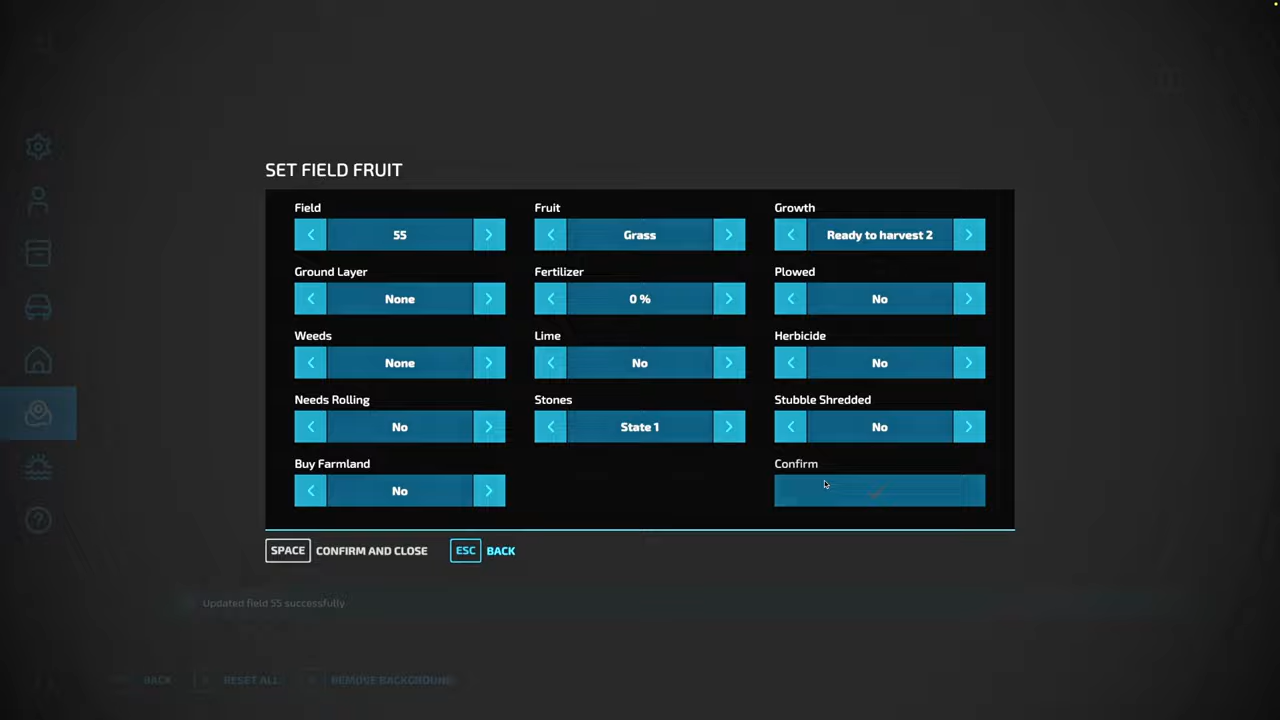 SET FIELD FRUIT
Field Fruit Growth
55 Grass Ready to harvest 2
Ground Layer Fertilizer Plowed
None 0 % No
Weeds Lime Herbicide
None No No
Needs Rolling Stones Stubble Shredded
No State 1 No
Buy Farmland Confirm
No
SPACE CONFIRM AND CLOSE ESC BACK
Updated field 55 successfully
BACK RESET ALL REMOVE BACKGROUND